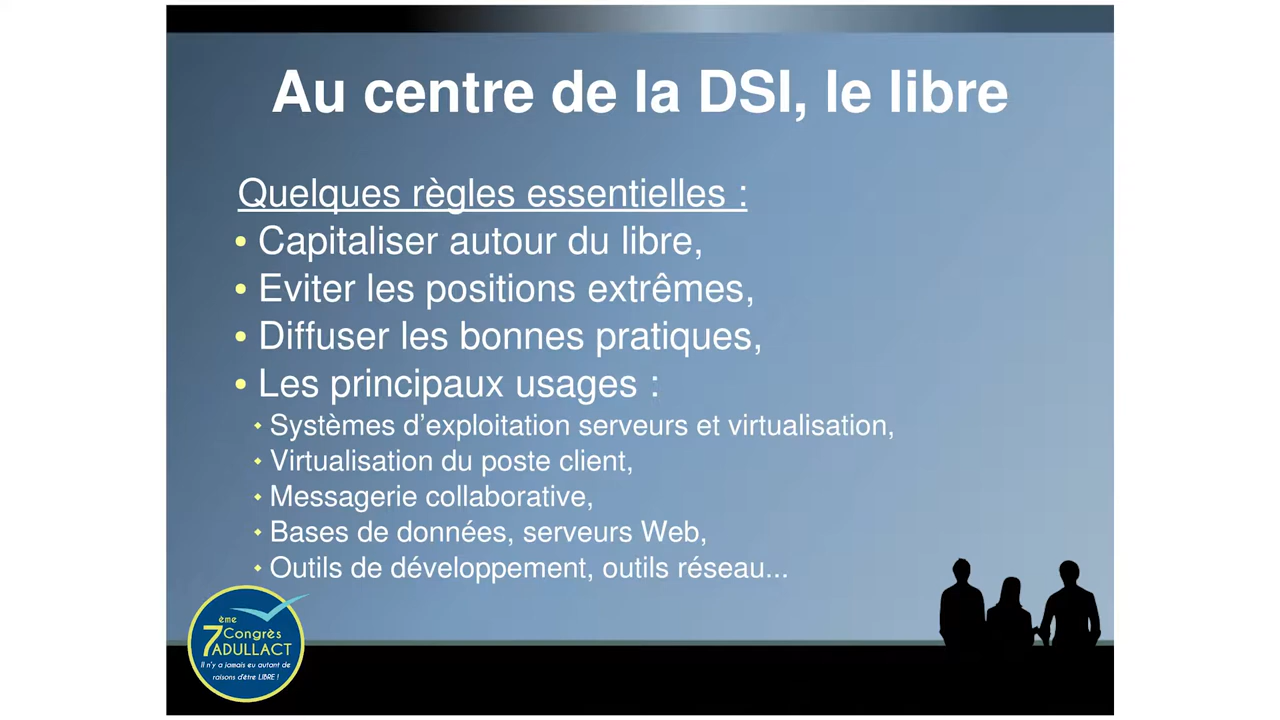 Au centre de la DSI, le libre
Quelques règles essentielles :
• Capitaliser autour du libre,
• Eviter les positions extrêmes,
• Diffuser les bonnes pratiques,
• Les principaux usages :
Systèmes d’exploitation serveurs et virtualisation,
Virtualisation du poste client,
Messagerie collaborative,
Bases de données, serveurs Web,
Outils de développement, outils réseau...
7ème Congrès
ADULLACT
Il n'y a jamais eu autant de
raisons d'être LIBRE !